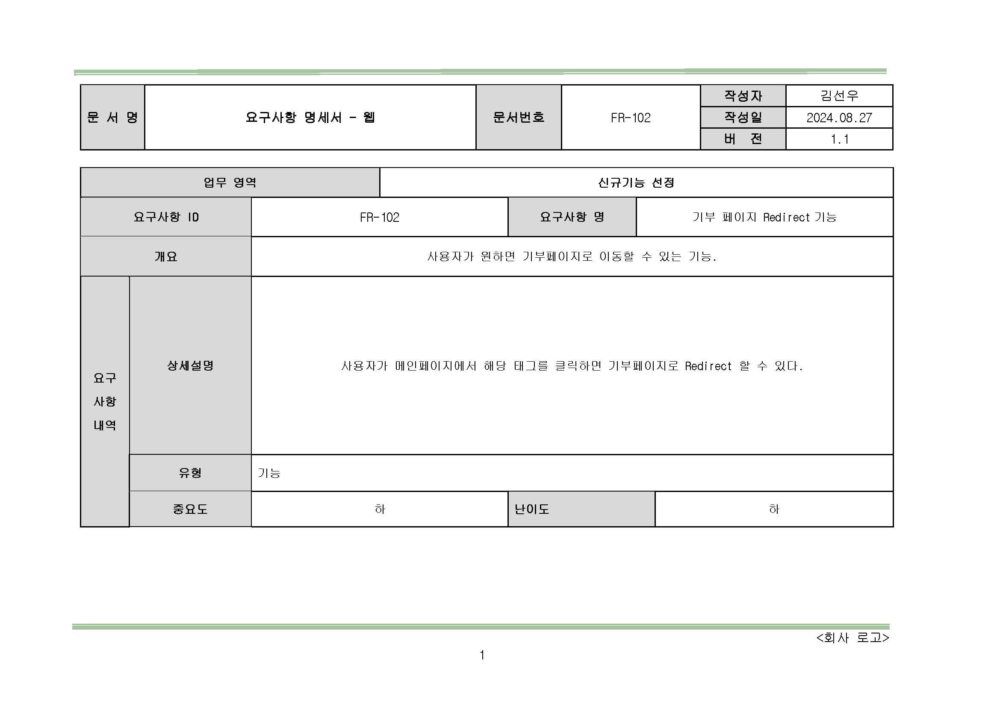 문 서 명
요구사항 명세서 - 웹
문서번호
FR-102
작성자
김선우
작성일
2024.08.27
버 전
1.1
업무 영역
신규기능 선정
요구사항 ID
FR-102
요구사항 명
기부 페이지 Redirect 기능
개요
사용자가 원하면 기부페이지로 이동할 수 있는 기능.
요구
사항
내역
상세설명
사용자가 메인페이지에서 해당 태그를 클릭하면 기부페이지로 Redirect 할 수 있다.
유형
기능
중요도
하
난이도
하
<회사 로고>
1